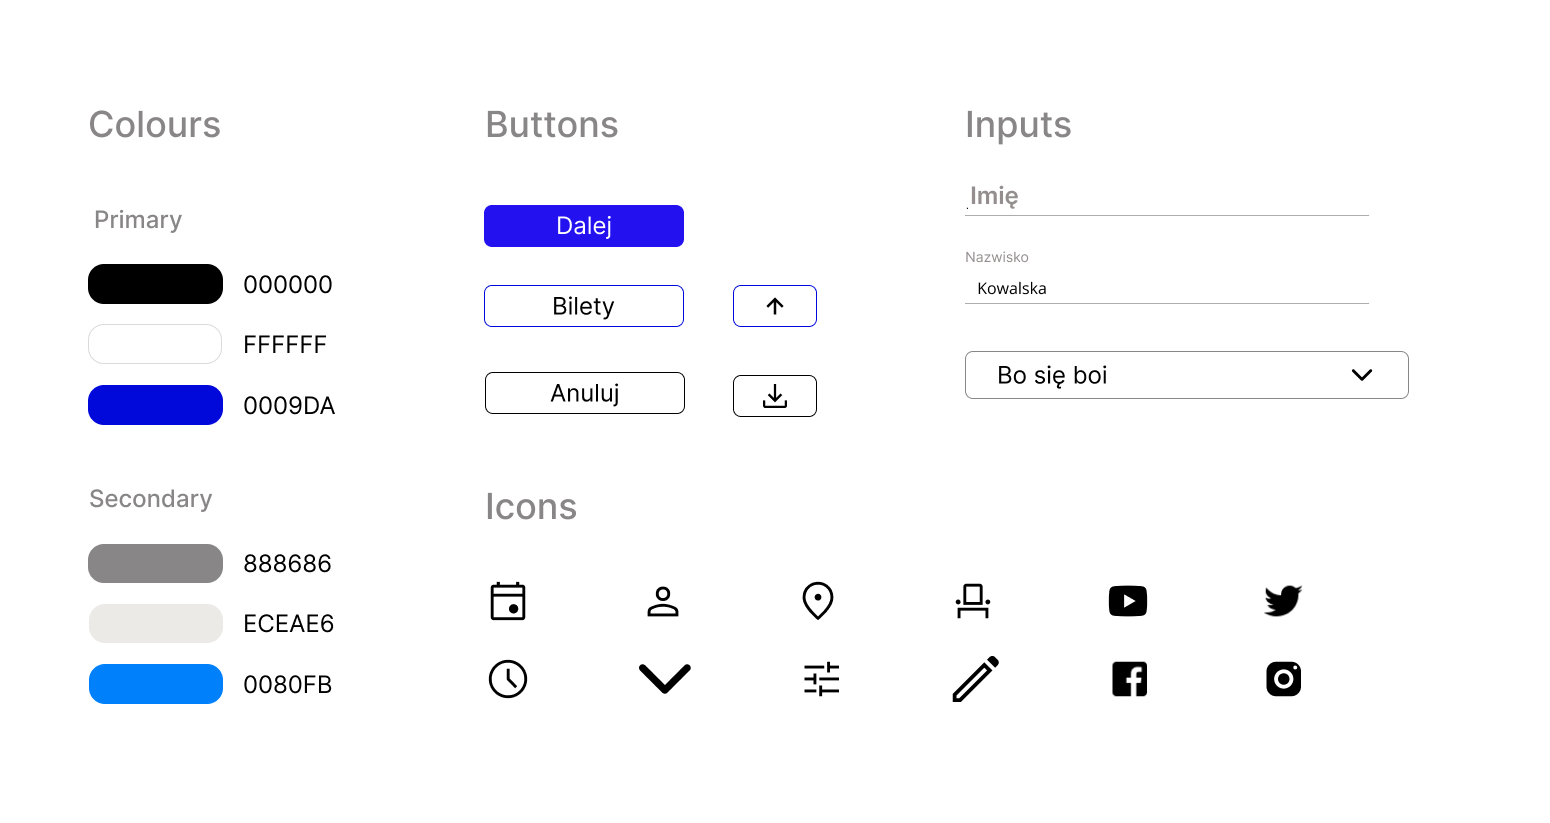 Colours
Primary
000000
FFFFFF
0009DA
Secondary
888686
ECEAE6
0080FB
Buttons
Dalej
Bilety
Anuluj
Inputs
Imię
Nazwisko
Kowalska
Bo się boi
Icons